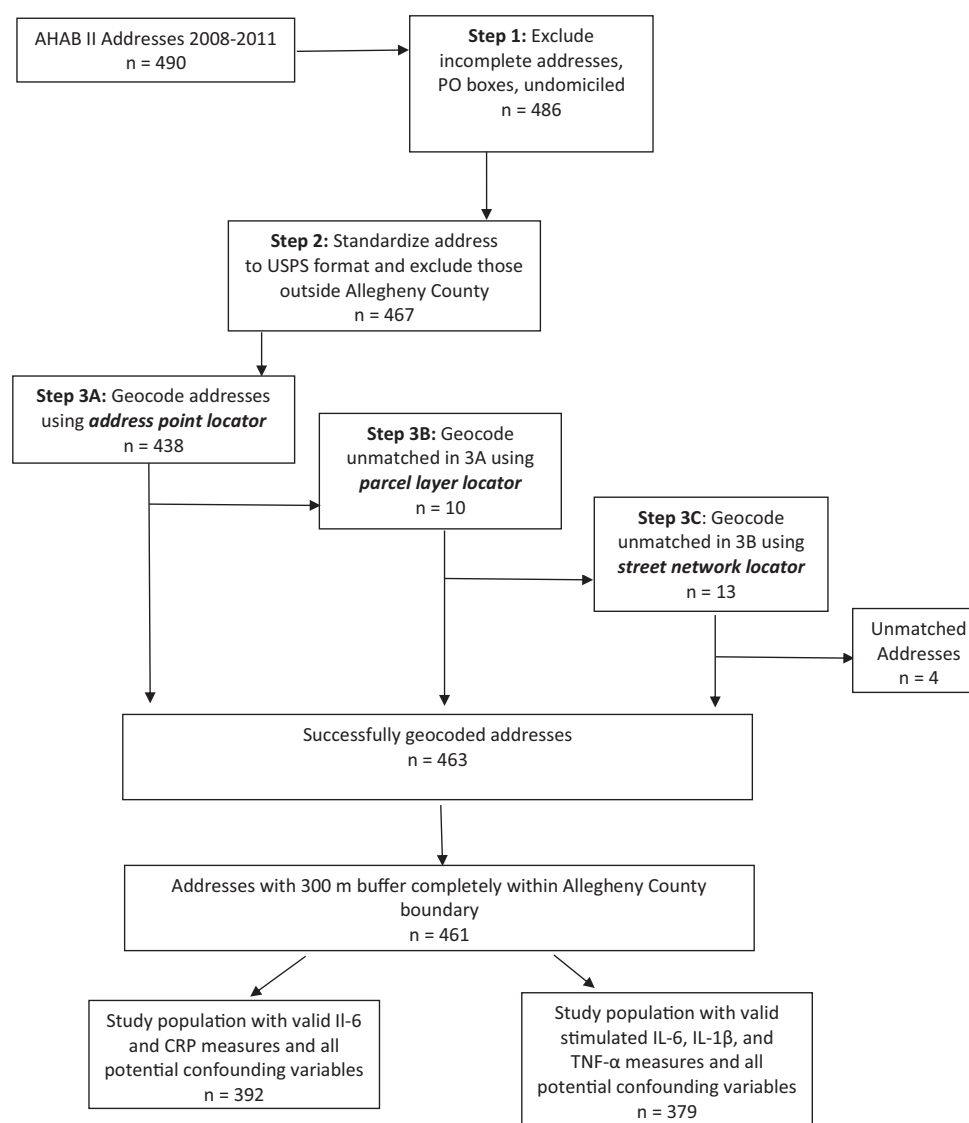 AHAB II Addresses 2008-2011
n = 490
Step 1: Exclude
incomplete addresses,
PO boxes, undomiciled
n = 486
Step 2: Standardize address
to USPS format and exclude those
outside Allegheny County
n = 467
Step 3A: Geocode addresses
using address point locator
n = 438
Step 3B: Geocode
unmatched in 3A using
parcel layer locator
n = 10
Step 3C: Geocode
unmatched in 3B using
street network locator
n = 13
Unmatched
Addresses
n = 4
Successfully geocoded addresses
n = 463
Addresses with 300 m buffer completely within Allegheny County
boundary
n = 461
Study population with valid Il-6
and CRP measures and all
potential confounding variables
n = 392
Study population with valid
stimulated IL-6, IL-1β, and
TNF-α measures and all
potential confounding variables
n = 379